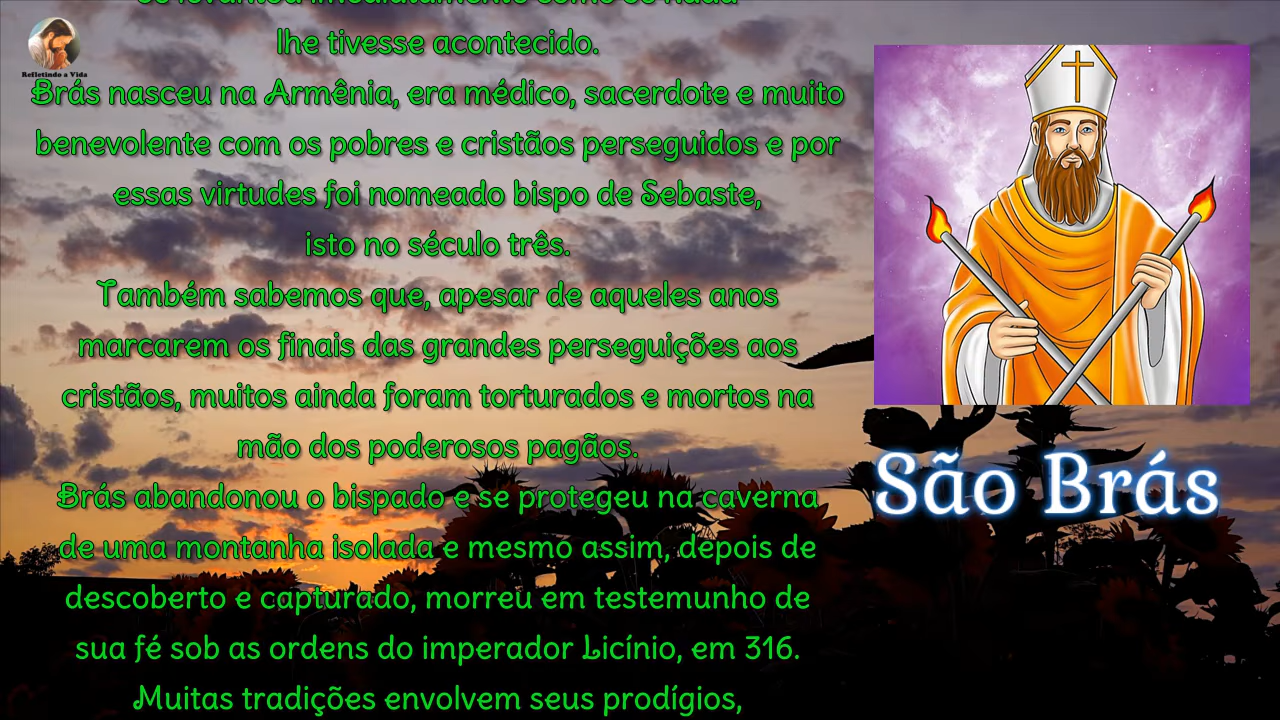 lhe tivesse acontecido.
Brás nasceu na Armênia, era médico, sacerdote e muito
benevolente com os pobres e cristãos perseguidos e por
essas virtudes foi nomeado bispo de Sebaste,
isto no século três.
Também sabemos que, apesar de aqueles anos
marcarem os finais das grandes perseguições aos
cristãos, muitos ainda foram torturados e mortos na
mão dos poderosos pagãos.
Brás abandonou o bispado e se protegeu na caverna
de uma montanha isolada e mesmo assim, depois de
descoberto e capturado, morreu em testemunho de
sua fé sob as ordens do imperador Licínio, em 316.
Muitas tradições envolvem seus prodígios,
São Brás
Refletindo a Vida